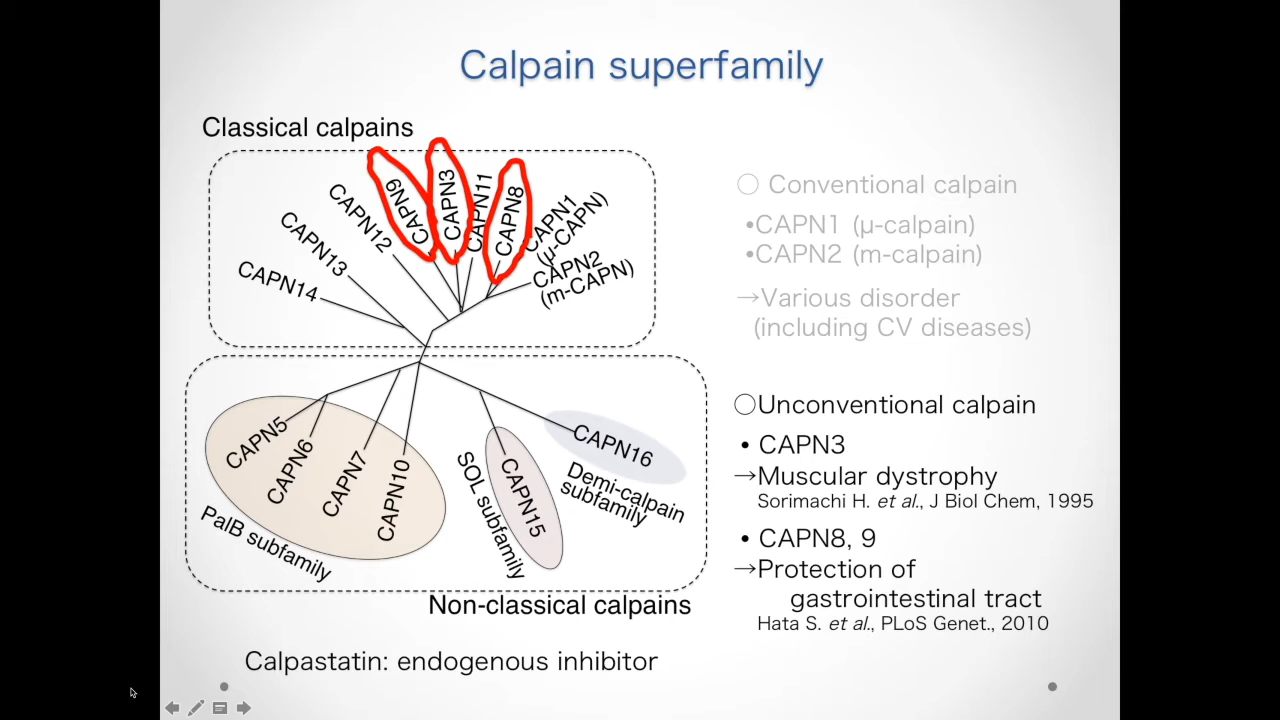 Calpain superfamily
Classical calpains
CAPN14
CAPN13
CAPN12
CAPN9
CAPN3
CAPN11
CAPN8
CAPN1
(μ-CAPN)
CAPN2
(m-CAPN)
CAPN5
CAPN6
CAPN7
CAPN10
PalB subfamily
CAPN15
SOL subfamily
CAPN16
Demi-calpain
subfamily
Non-classical calpains
Calpastatin: endogenous inhibitor
○ Conventional calpain
•CAPN1 (μ-calpain)
•CAPN2 (m-calpain)
→Various disorder
(including CV diseases)
○Unconventional calpain
• CAPN3
→Muscular dystrophy
Sorimachi H. et al., J Biol Chem, 1995
• CAPN8, 9
→Protection of
gastrointestinal tract
Hata S. et al., PLoS Genet., 2010